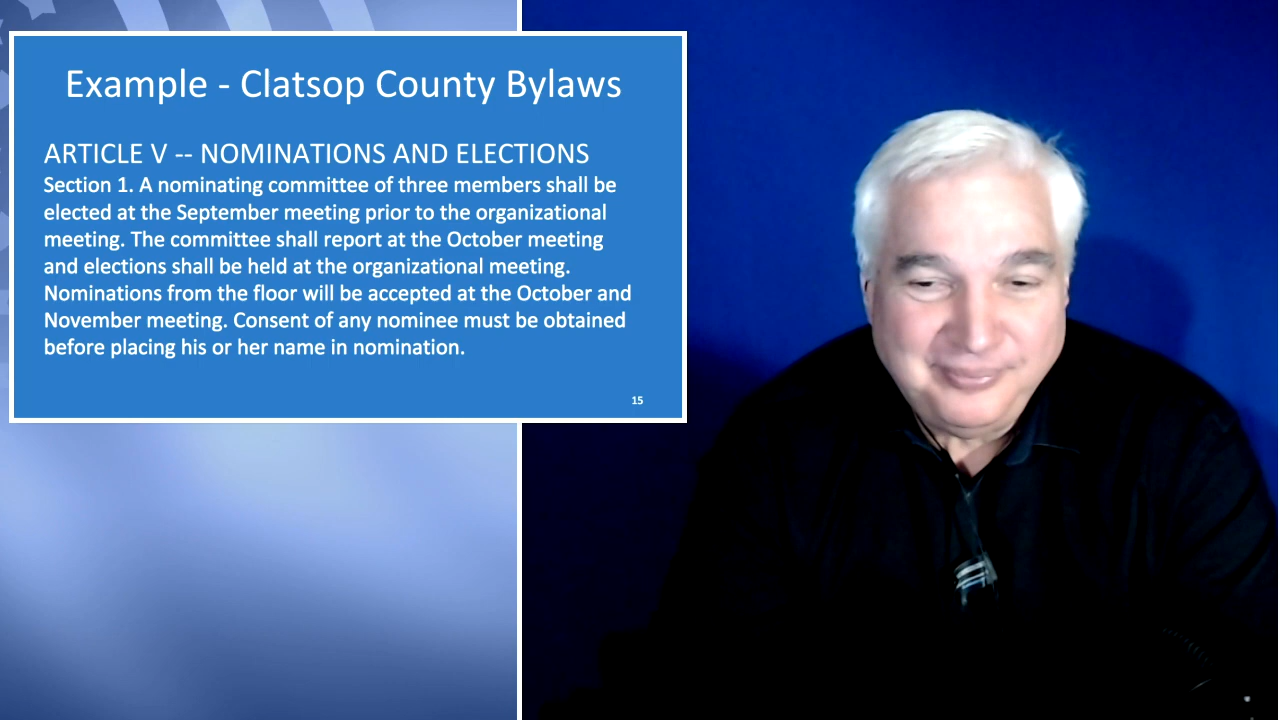 Example - Clatsop County Bylaws
ARTICLE V -- NOMINATIONS AND ELECTIONS
Section 1. A nominating committee of three members shall be
elected at the September meeting prior to the organizational
meeting. The committee shall report at the October meeting
and elections shall be held at the organizational meeting.
Nominations from the floor will be accepted at the October and
November meeting. Consent of any nominee must be obtained
before placing his or her name in nomination.
15